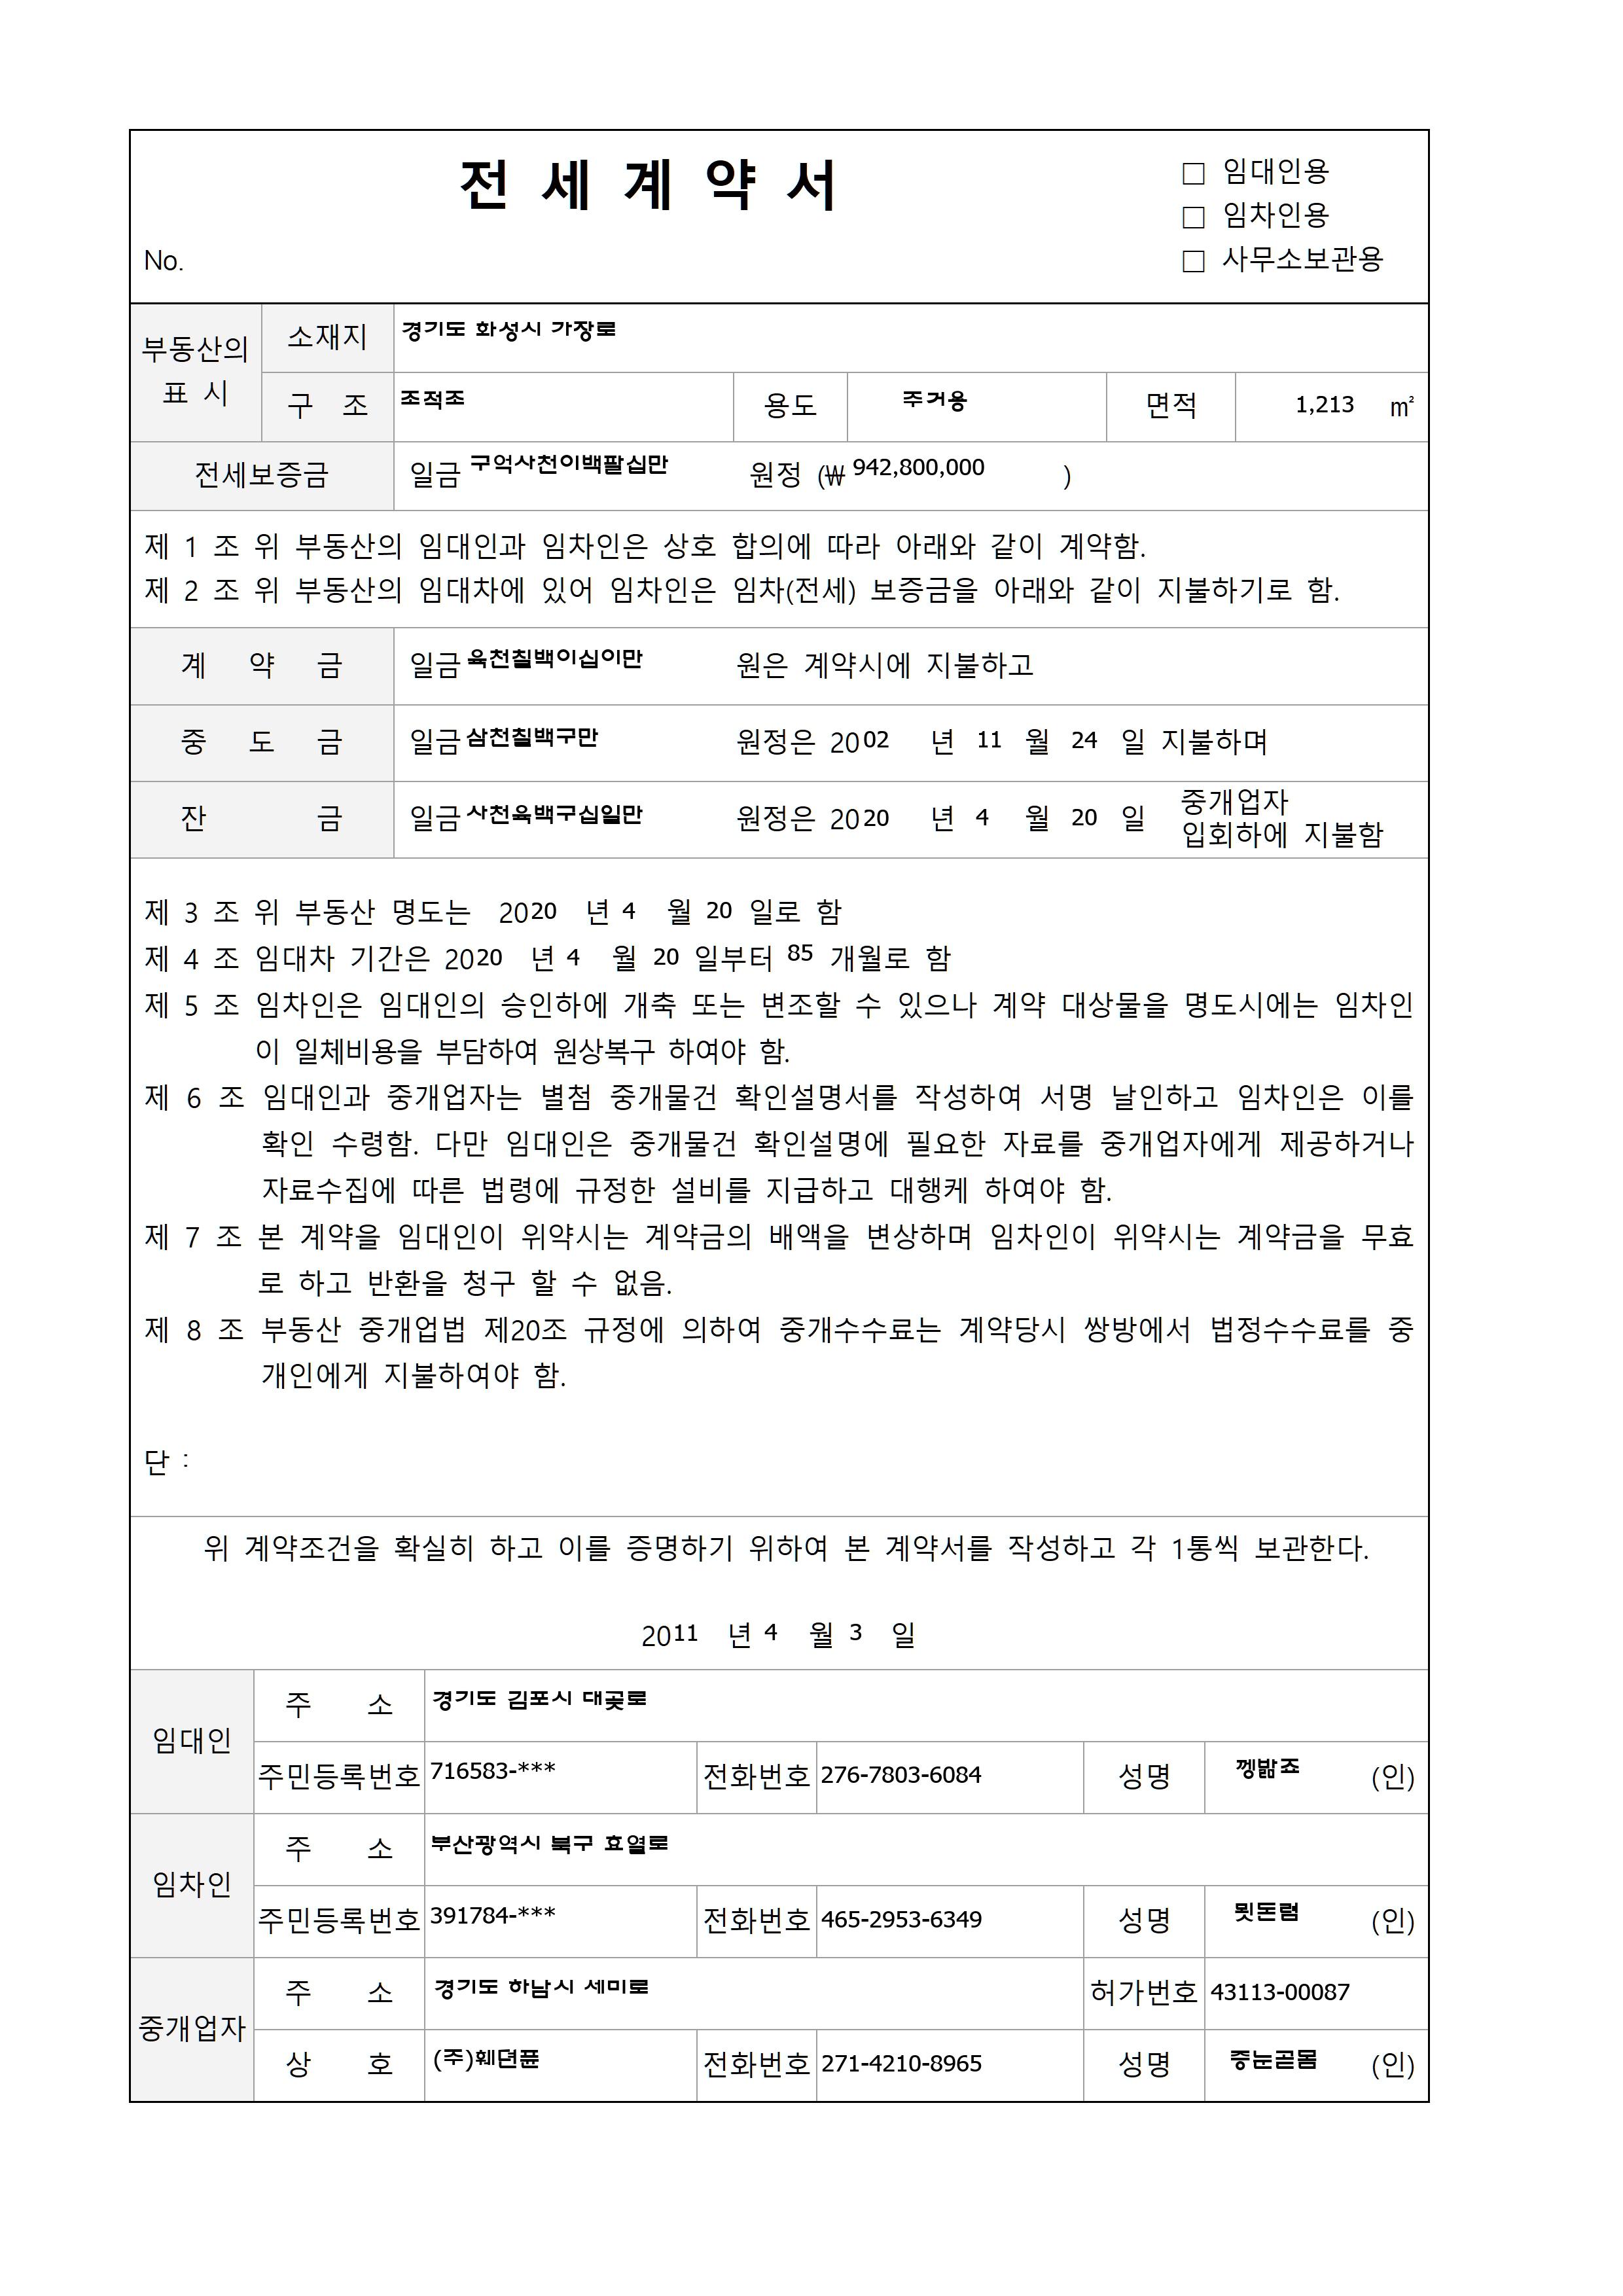 전 세 계 약 서
□ 임대인용
□ 임차인용
□ 사무소보관용
No.
부동산의 표 시
소재지 경기도 화성시 가장로
구 조 조적조 용도 주거용 면적 1,213 ㎡
전세보증금 일금 구억사천이백팔십만 원정 (₩ 942,800,000 )
제 1 조 위 부동산의 임대인과 임차인은 상호 합의에 따라 아래와 같이 계약함.
제 2 조 위 부동산의 임대차에 있어 임차인은 임차(전세) 보증금을 아래와 같이 지불하기로 함.
계 약 금 일금 육천칠백이십이만 원은 계약시에 지불하고
중 도 금 일금 삼천칠백구만 원정은 2002 년 11 월 24 일 지불하며
잔 금 일금 사천육백구십일만 원정은 2020 년 4 월 20 일 중개업자
입회하에 지불함
제 3 조 위 부동산 명도는 2020 년 4 월 20 일로 함
제 4 조 임대차 기간은 2020 년 4 월 20 일부터 85 개월로 함
제 5 조 임차인은 임대인의 승인하에 개축 또는 변조할 수 있으나 계약 대상물을 명도시에는 임차인
이 일체비용을 부담하여 원상복구 하여야 함.
제 6 조 임대인과 중개업자는 별첨 중개물건 확인설명서를 작성하여 서명 날인하고 임차인은 이를
확인 수령함. 다만 임대인은 중개물건 확인설명에 필요한 자료를 중개업자에게 제공하거나
자료수집에 따른 법령에 규정한 설비를 지급하고 대행케 하여야 함.
제 7 조 본 계약을 임대인이 위약시는 계약금의 배액을 변상하며 임차인이 위약시는 계약금을 무효
로 하고 반환을 청구 할 수 없음.
제 8 조 부동산 중개업법 제20조 규정에 의하여 중개수수료는 계약당시 쌍방에서 법정수수료를 중
개인에게 지불하여야 함.
단 :
위 계약조건을 확실히 하고 이를 증명하기 위하여 본 계약서를 작성하고 각 1통씩 보관한다.
2011 년 4 월 3 일
임대인
주 소 경기도 김포시 대곶로
주민등록번호 716583-*** 전화번호 276-7803-6084 성명 껭밞죠 (인)
임차인
주 소 부산광역시 북구 효열로
주민등록번호 391784-*** 전화번호 465-2953-6349 성명 (인)
중개업자
주 소 경기도 하남시 세미로 허가번호 43113-00087
상 호 (주) 전화번호 271-4210-8965 성명 (인)